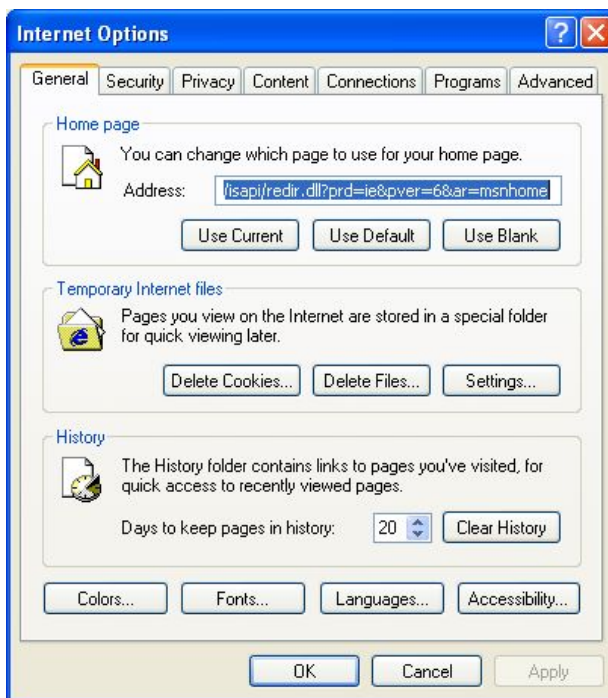 Internet Options
General Security Privacy Content Connections Programs Advanced
Home page
You can change which page to use for your home page.
Address: /isapi/redir.dll?prd=ie&pver=6&ar=msnhome
Use Current Use Default Use Blank
Temporary Internet files
Pages you view on the Internet are stored in a special folder
for quick viewing later.
Delete Cookies... Delete Files... Settings...
History
The History folder contains links to pages you've visited, for
quick access to recently viewed pages.
Days to keep pages in history: 20 Clear History
Colors... Fonts... Languages... Accessibility...
OK Cancel Apply